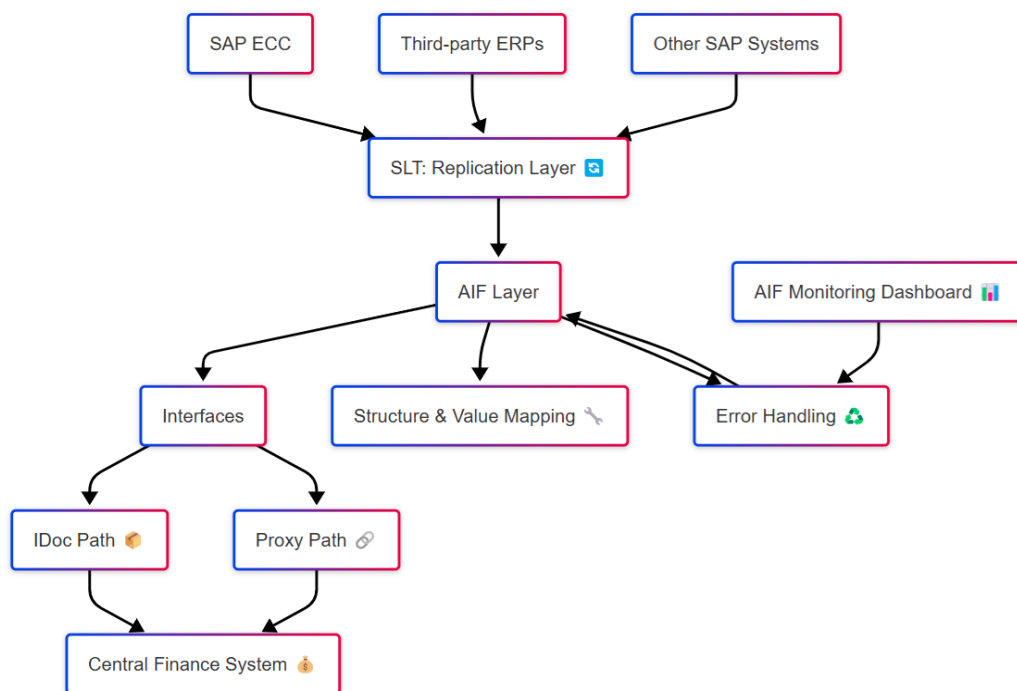 SAP ECC
Third-party ERPs
Other SAP Systems
SLT: Replication Layer 🔄
AIF Layer
AIF Monitoring Dashboard 📊
Interfaces
Structure & Value Mapping 🔧
Error Handling ♻️
IDoc Path 📦
Proxy Path 🔗
Central Finance System 💰